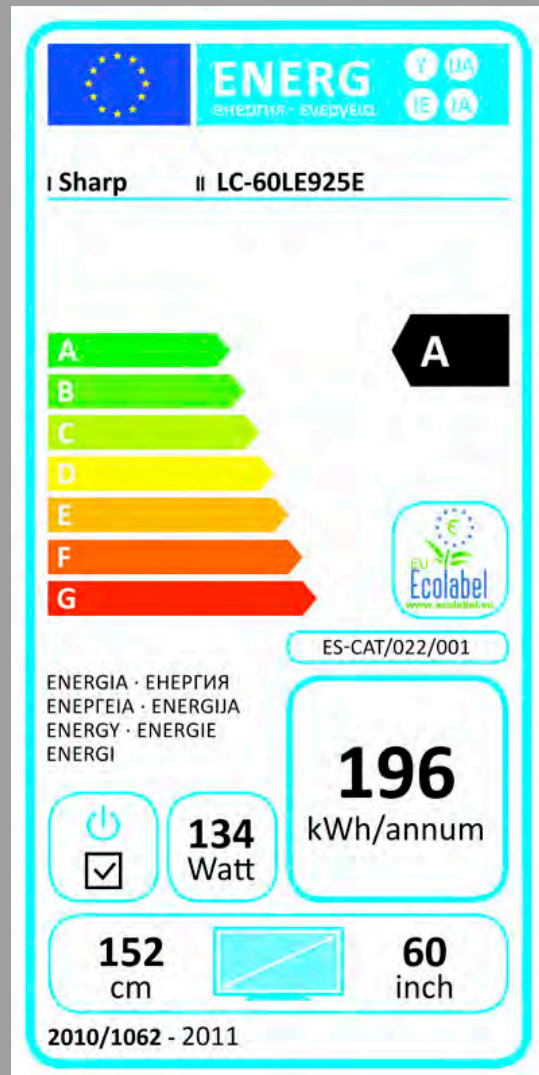 ENERG
енергия · ενεργεια
Y
IJA
IE
IA
I Sharp II LC-60LE925E
A
A
B
C
D
E
F
G
€
EU
Ecolabel
www.ecolabel.eu
ES-CAT/022/001
ENERGIA · ЕНЕРГИЯ
ΕΝΕΡΓΕΙΑ · ENERGIJA
ENERGY · ENERGIE
ENERGI
196
kWh/annum
134
Watt
152
cm
60
inch
2010/1062 - 2011